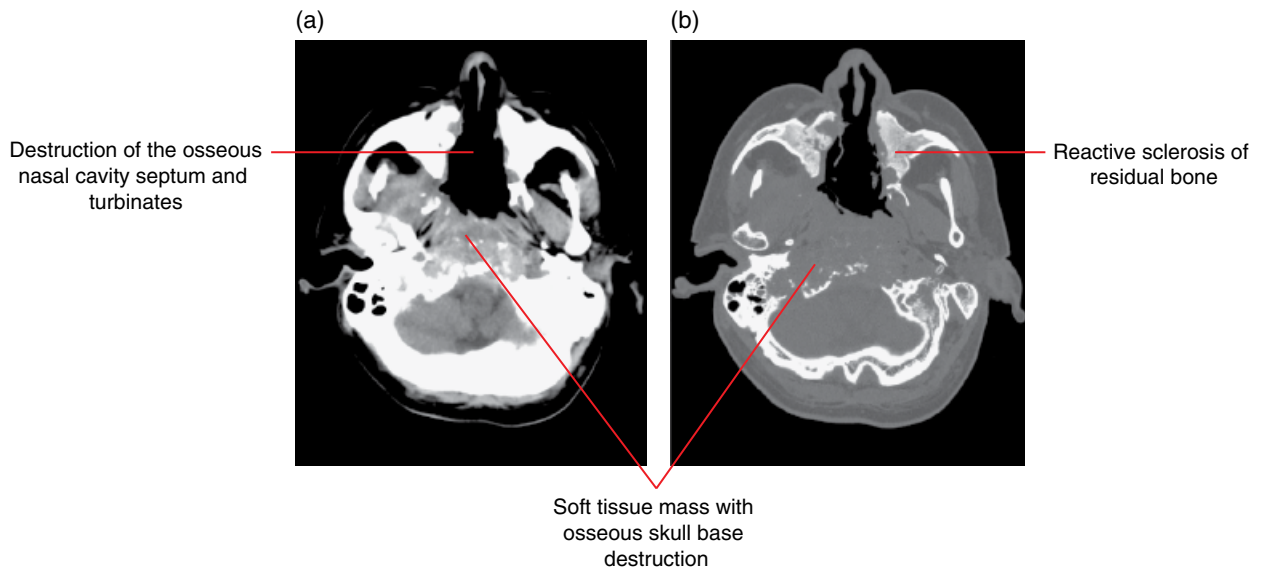 (a)
(b)
Destruction of the osseous
nasal cavity septum and
turbinates
Reactive sclerosis of
residual bone
Soft tissue mass with
osseous skull base
destruction